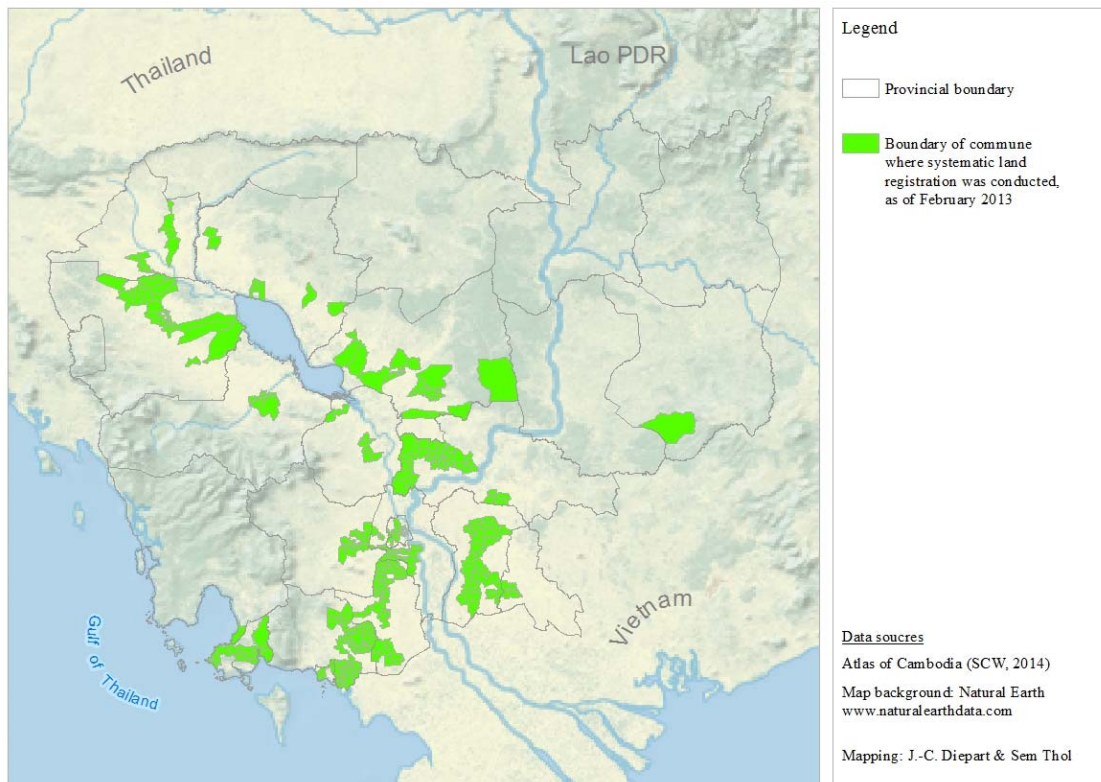 Thailand
Lao PDR
Vietnam
Gulf of Thailand
Legend
Provincial boundary
Boundary of commune
where systematic land
registration was conducted,
as of February 2013
Data soucres
Atlas of Cambodia (SCW, 2014)
Map background: Natural Earth
www.naturalearthdata.com
Mapping: J.-C. Diepart & Sem Thol